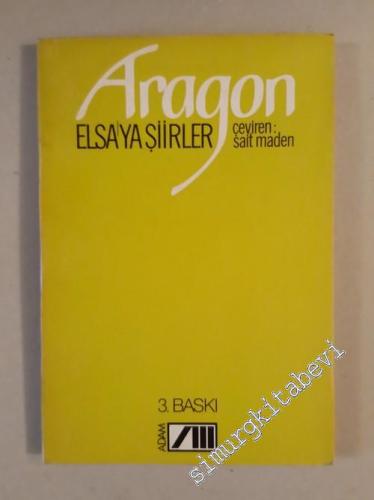 Aragon
ELSA'YA ŞİİRLER
çeviren:
sait maden
3. BASKI
ADAM
simurgkitabevi